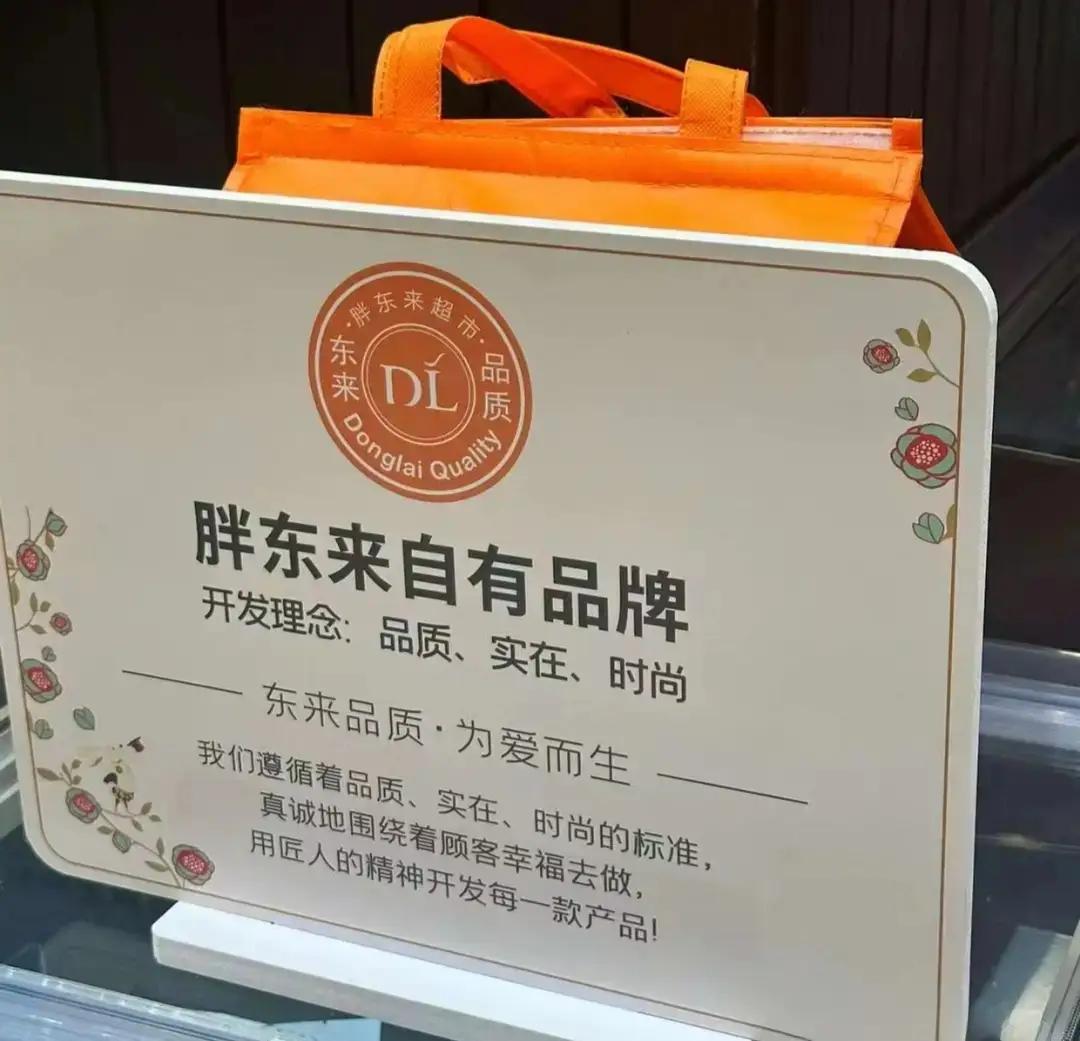 ·胖东来超市·
东来 品质
DL
Donglai Quality
胖东来自有品牌
开发理念：品质、实在、时尚
东来品质·为爱而生
我们遵循着品质、实在、时尚的标准，
真诚地围绕着顾客幸福去做，
用匠人的精神开发每一款产品！